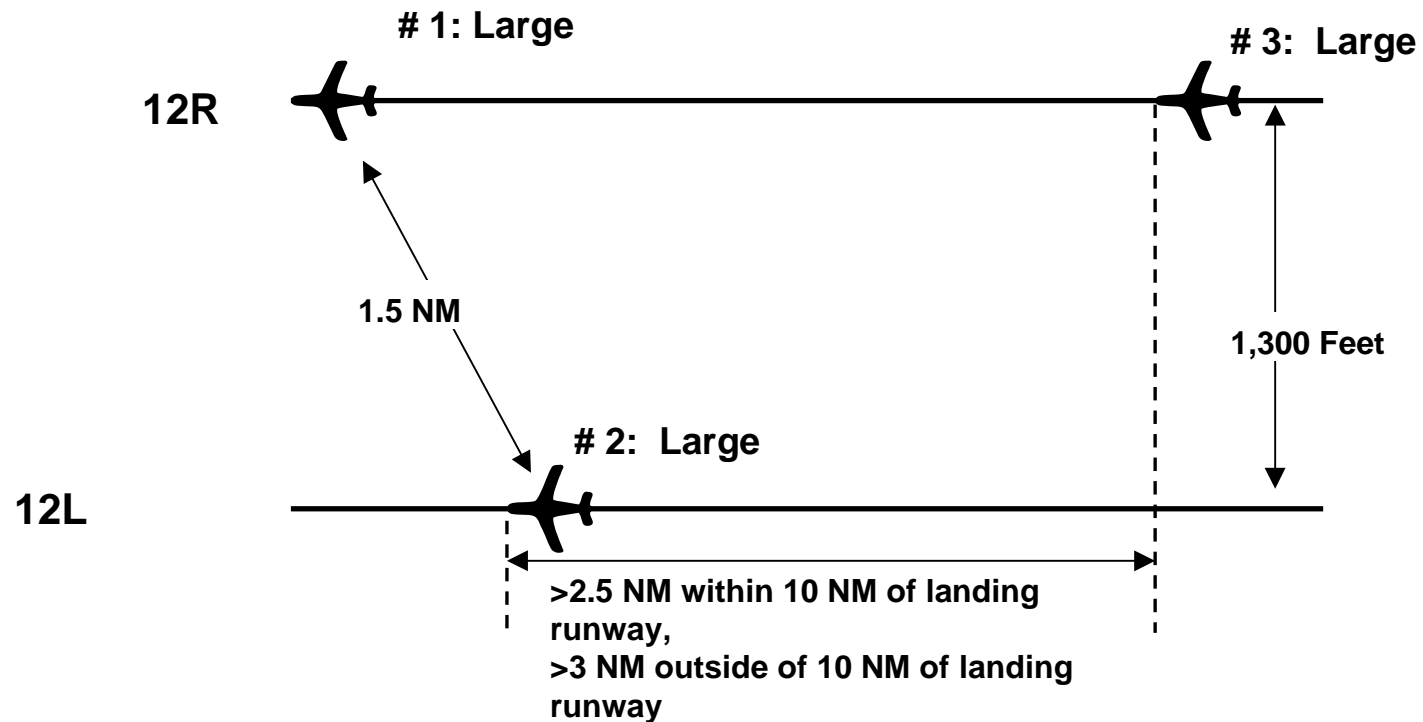 # 1: Large
# 3:  Large
12R
1.5 NM
1,300 Feet
# 2:  Large
12L
>2.5 NM within 10 NM of landing
runway,
>3 NM outside of 10 NM of landing
runway